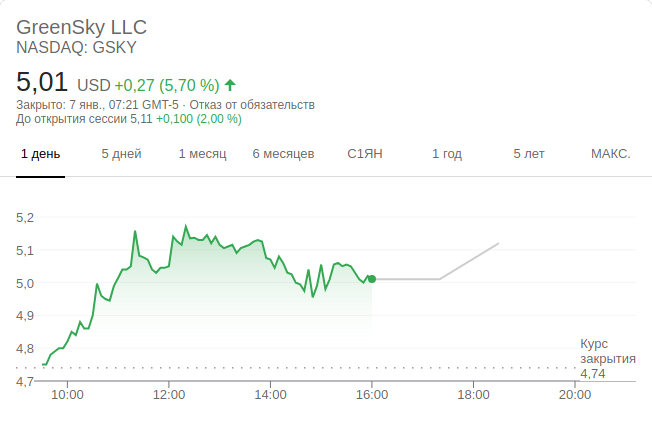 GreenSky LLC
NASDAQ: GSKY
5,01 USD +0,27 (5,70 %)
Закрыто: 7 янв., 07:21 GMT-5 · Отказ от обязательств
До открытия сессии 5,11 +0,100 (2,00 %)
1 день 5 дней 1 месяц 6 месяцев С1ЯН 1 год 5 лет МАКС.
5,2
5,1
5,0
4,9
4,8
4,7
Курс
закрытия
4,74
10:00 12:00 14:00 16:00 18:00 20:00